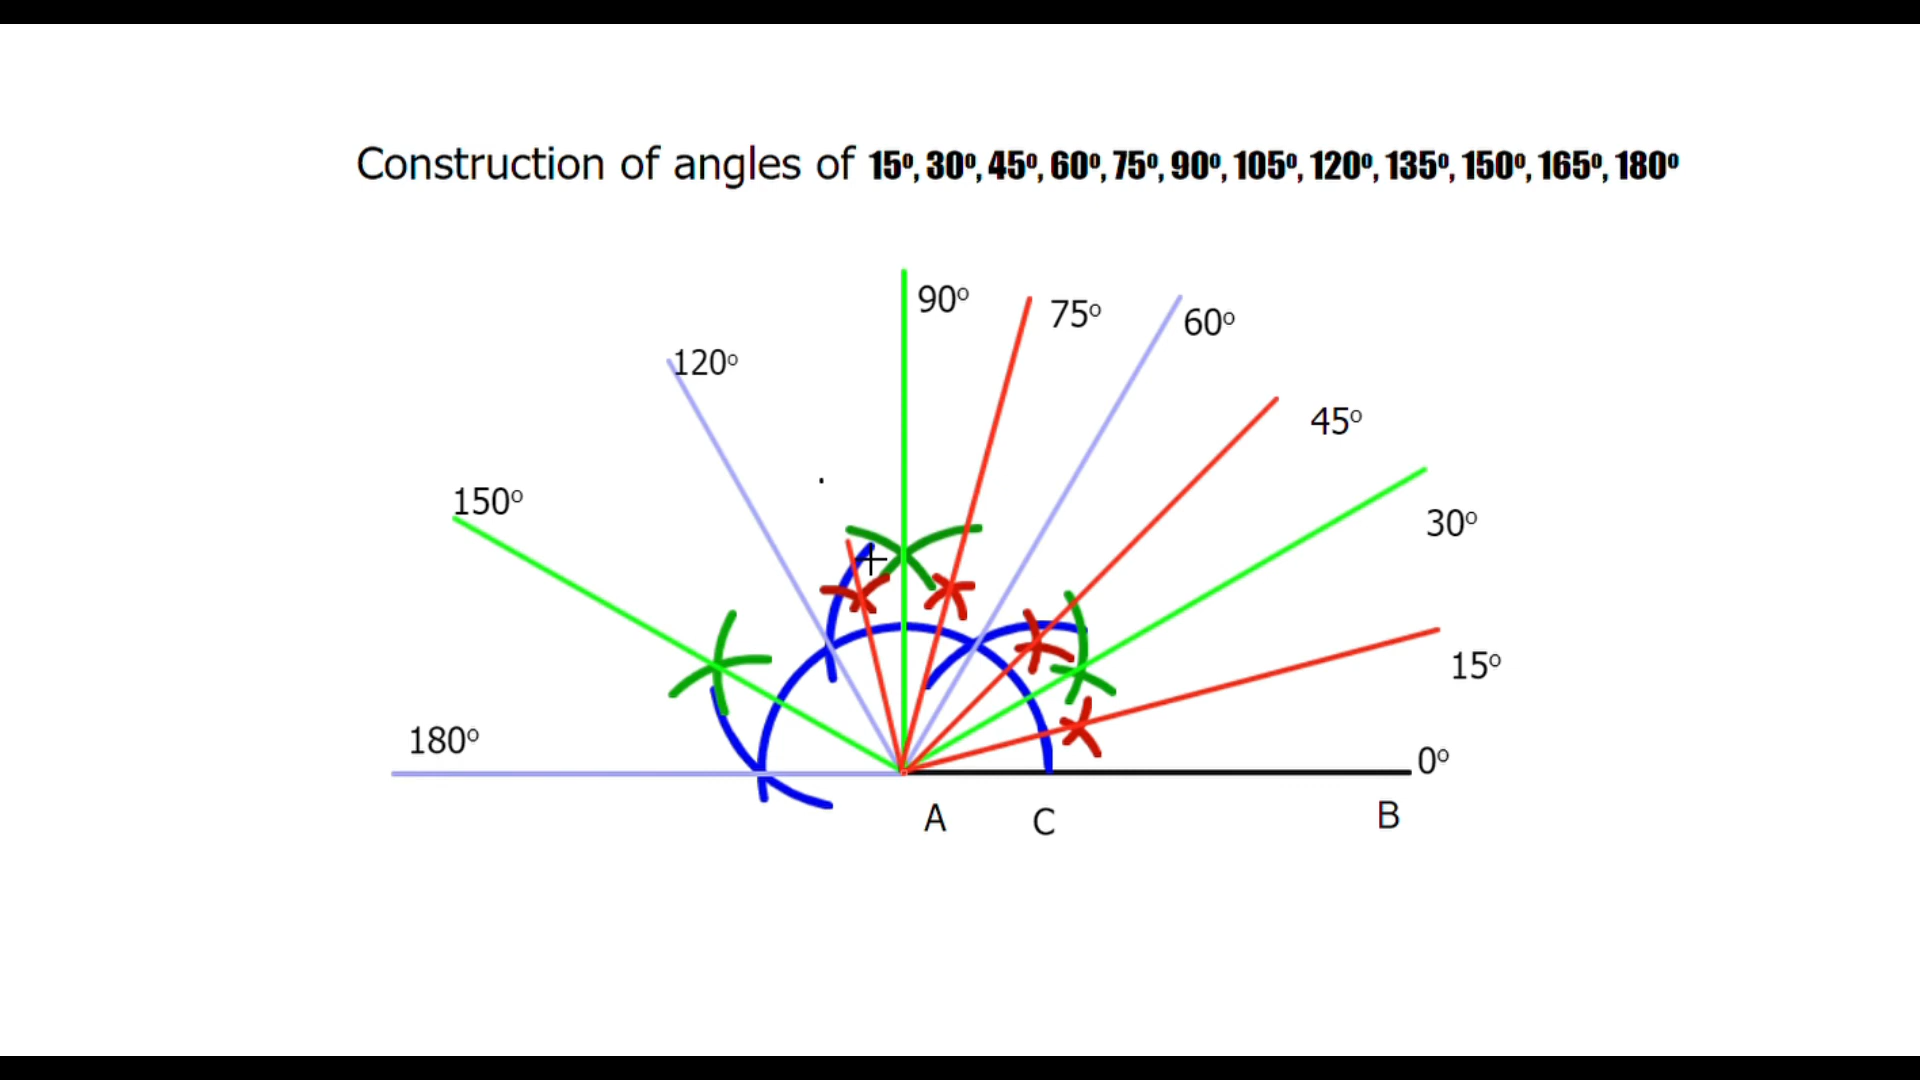 Construction of angles of 15º, 30º, 45º, 60º, 75º, 90º, 105º, 120º, 135º, 150º, 165º, 180º
90º
75º
60º
120º
45º
150º
30º
15º
180º
0º
A
C
B